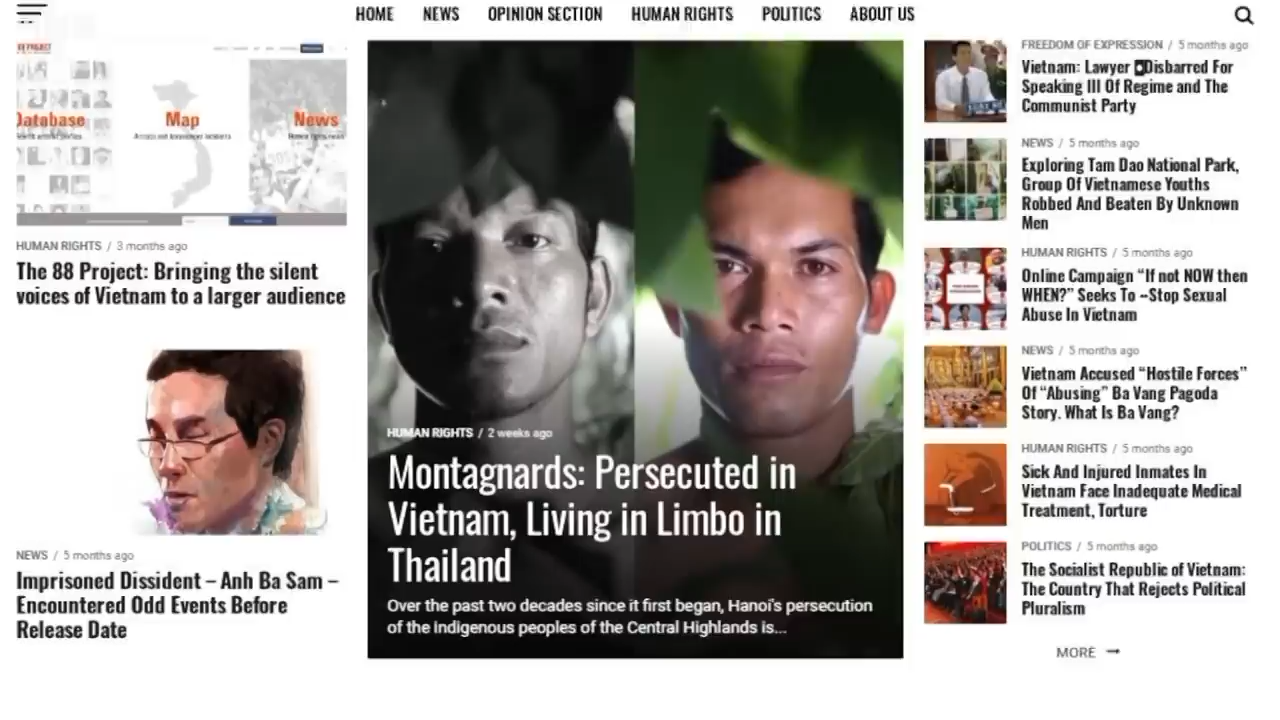 HOME NEWS OPINION SECTION HUMAN RIGHTS POLITICS ABOUT US
Database
Map
News
HUMAN RIGHTS / 3 months ago
The 88 Project: Bringing the silent
voices of Vietnam to a larger audience
NEWS / 5 months ago
Imprisoned Dissident – Anh Ba Sam –
Encountered Odd Events Before
Release Date
HUMAN RIGHTS / 2 weeks ago
Montagnards: Persecuted in
Vietnam, Living in Limbo in
Thailand
Over the past two decades since it first began, Hanoi's persecution
of the indigenous peoples of the Central Highlands is...
FREEDOM OF EXPRESSION / 5 months ago
Vietnam: Lawyer Disbarred For
Speaking Ill Of Regime and The
Communist Party
NEWS / 5 months ago
Exploring Tam Dao National Park,
Group Of Vietnamese Youths
Robbed And Beaten By Unknown
Men
HUMAN RIGHTS / 5 months ago
Online Campaign “If not NOW then
WHEN?” Seeks To --Stop Sexual
Abuse In Vietnam
NEWS / 5 months ago
Vietnam Accused “Hostile Forces”
Of “Abusing” Ba Vang Pagoda
Story. What Is Ba Vang?
HUMAN RIGHTS / 5 months ago
Sick And Injured Inmates In
Vietnam Face Inadequate Medical
Treatment, Torture
POLITICS / 5 months ago
The Socialist Republic of Vietnam:
The Country That Rejects Political
Pluralism
MORE